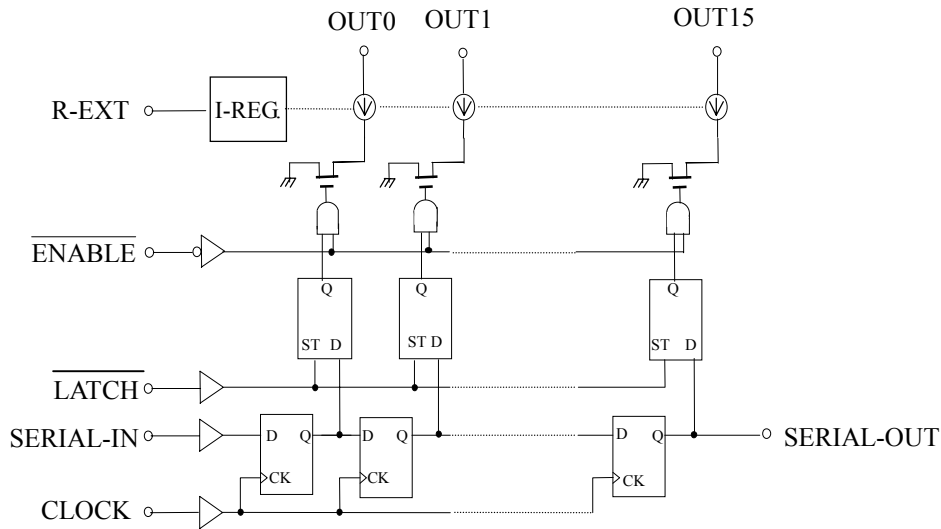 OUT0 OUT1 OUT15
R-EXT I-REG.
ENABLE
Q Q Q
ST D ST D ST D
LATCH
SERIAL-IN D Q D Q D Q SERIAL-OUT
CK CK CK
CLOCK